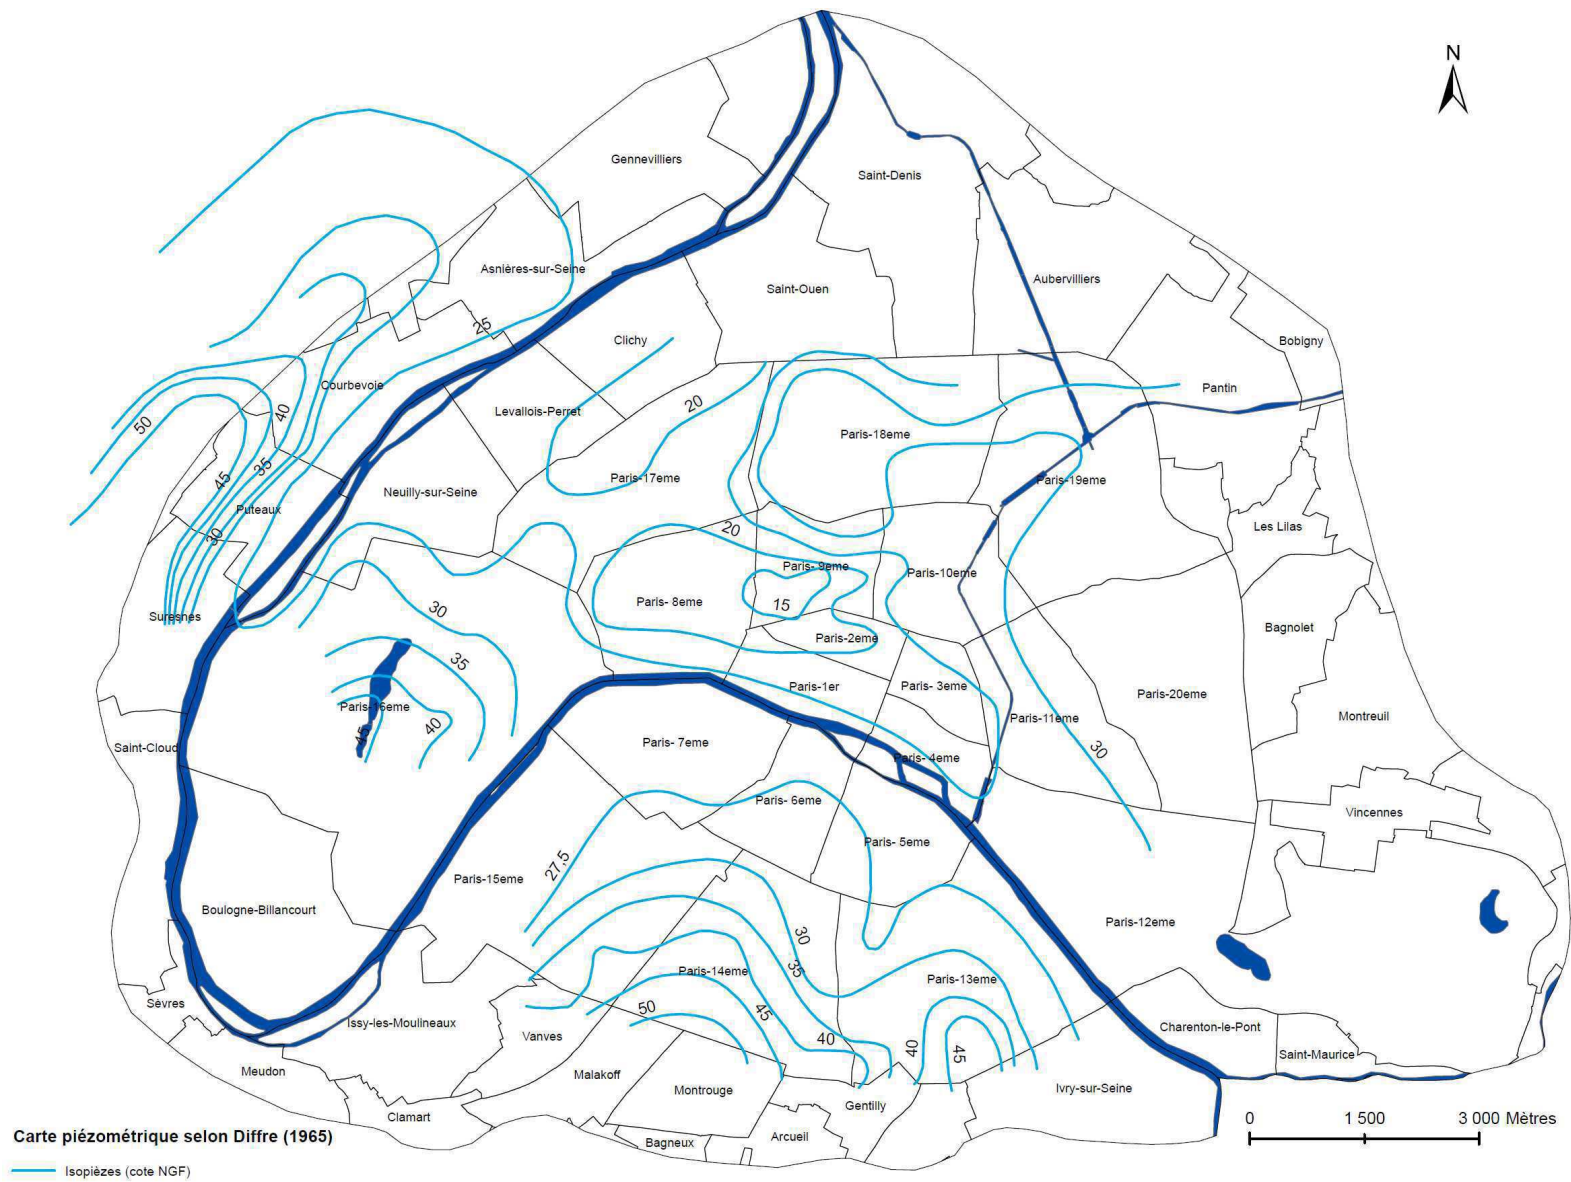 N
Gennevilliers
Saint-Denis
Asnières-sur-Seine
Aubervilliers
Saint-Ouen
25
Clichy
Bobigny
Courbevoie
Pantin
40
Levallois-Perret
20
50
Paris-18eme
35
45
Paris-17eme
Paris-19eme
Neuilly-sur-Seine
Puteaux
30
20
Les Lilas
Paris- 9eme
Paris-10eme
15
Paris- 8eme
30
Suresnes
Bagnolet
Paris-2eme
35
Paris-1er
Paris- 3eme
Paris-20eme
Paris-16eme
40
45
Paris-11eme
Montreuil
Saint-Cloud
Paris- 7eme
Paris- 4eme
30
Paris- 6eme
Vincennes
Paris- 5eme
27,5
Paris-15eme
Boulogne-Billancourt
Paris-12eme
30
35
Paris-14eme
Paris-13eme
Sèvres
50
45
Issy-les-Moulineaux
Vanves
40
40
45
Charenton-le-Pont
Saint-Maurice
Meudon
Malakoff
Montrouge
Ivry-sur-Seine
Gentilly
Clamart
Arcueil
Bagneux
0 1 500 3 000 Mètres
Carte piézométrique selon Diffre (1965)
Isopièzes (cote NGF)